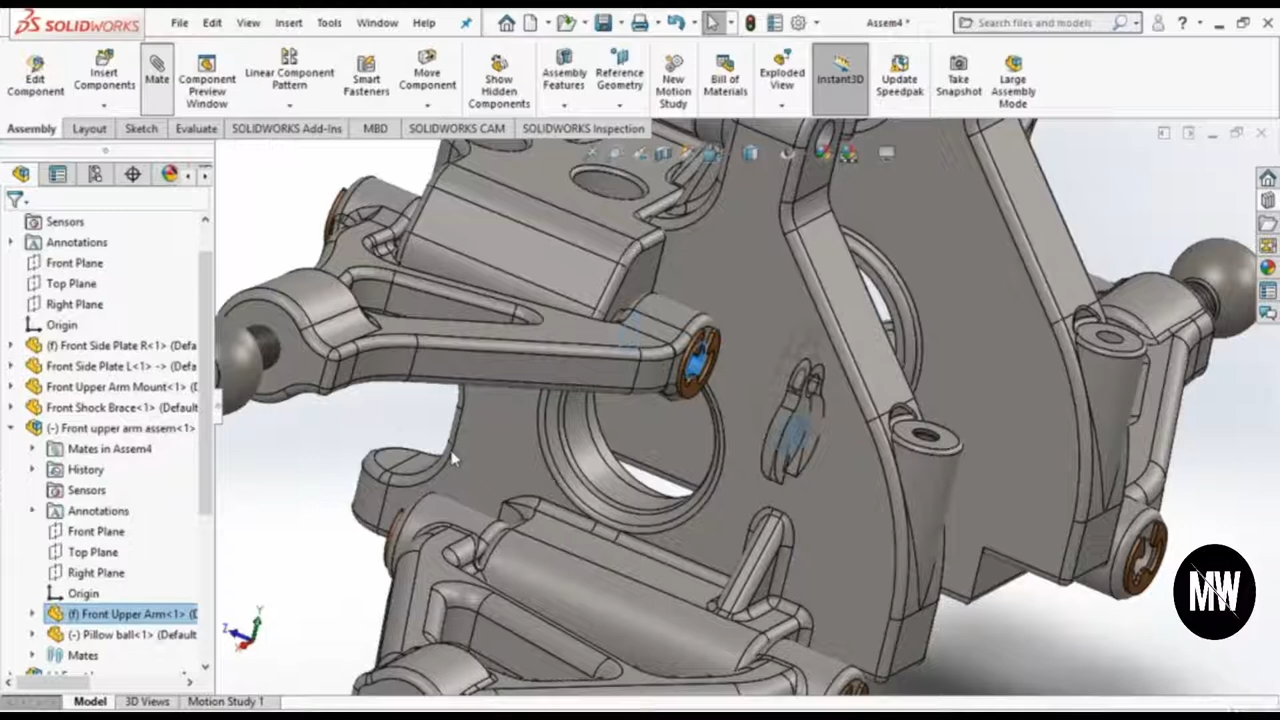 SOLIDWORKS File Edit View Insert Tools Window Help Assem4 * Search files and models ?
Edit Component
Insert Components
Mate
Component Preview Window
Linear Component Pattern
Smart Fasteners
Move Component
Show Hidden Components
Assembly Features
Reference Geometry
New Motion Study
Bill of Materials
Exploded View
Instant3D
Update Speedpak
Take Snapshot
Large Assembly Mode
Assembly Layout Sketch Evaluate SOLIDWORKS Add-Ins MBD SOLIDWORKS CAM SOLIDWORKS Inspection
Sensors
Annotations
Front Plane
Top Plane
Right Plane
Origin
(f) Front Side Plate R<1> (Defa
Front Side Plate L<1> -> (Defa
Front Upper Arm Mount<1> (D
Front Shock Brace<1> (Default
(-) Front upper arm assem<1>
Mates in Assem4
History
Sensors
Annotations
Front Plane
Top Plane
Right Plane
Origin
(f) Front Upper Arm<1> (D
(-) Pillow ball<1> (Default
Mates
Y
Z
X
MW
Model 3D Views Motion Study 1